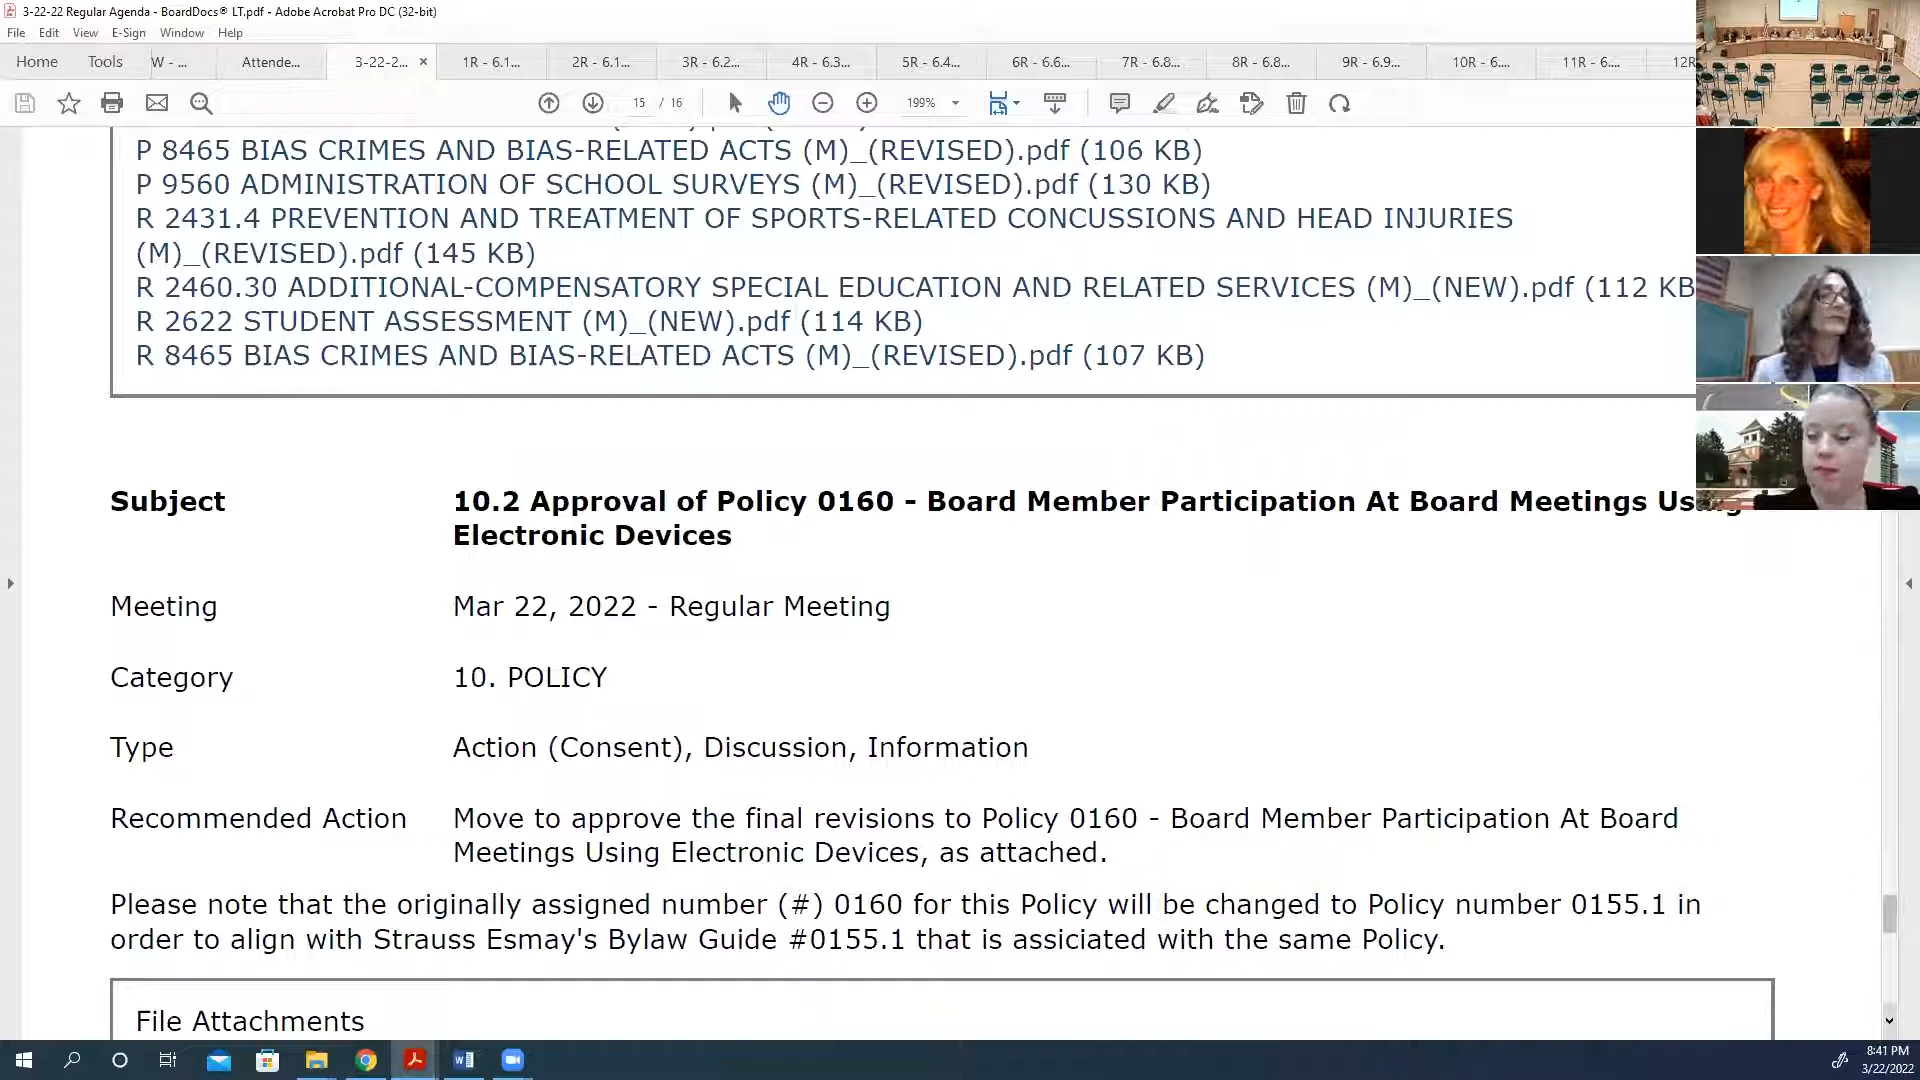 3-22-22 Regular Agenda - BoardDocs® LT.pdf - Adobe Acrobat Pro DC (32-bit)
File Edit View E-Sign Window Help
Home Tools W - ... Attende... 3-22-2... × 1R - 6.1... 2R - 6.1... 3R - 6.2... 4R - 6.3... 5R - 6.4... 6R - 6.6... 7R - 6.8... 8R - 6.8... 9R - 6.9... 10R - 6.... 11R - 6.... 12R
15 / 16 199%
P 8465 BIAS CRIMES AND BIAS-RELATED ACTS (M)_(REVISED).pdf (106 KB)
P 9560 ADMINISTRATION OF SCHOOL SURVEYS (M)_(REVISED).pdf (130 KB)
R 2431.4 PREVENTION AND TREATMENT OF SPORTS-RELATED CONCUSSIONS AND HEAD INJURIES
(M)_(REVISED).pdf (145 KB)
R 2460.30 ADDITIONAL-COMPENSATORY SPECIAL EDUCATION AND RELATED SERVICES (M)_(NEW).pdf (112 KB
R 2622 STUDENT ASSESSMENT (M)_(NEW).pdf (114 KB)
R 8465 BIAS CRIMES AND BIAS-RELATED ACTS (M)_(REVISED).pdf (107 KB)
Subject 10.2 Approval of Policy 0160 - Board Member Participation At Board Meetings Using
Electronic Devices
Meeting Mar 22, 2022 - Regular Meeting
Category 10. POLICY
Type Action (Consent), Discussion, Information
Recommended Action Move to approve the final revisions to Policy 0160 - Board Member Participation At Board
Meetings Using Electronic Devices, as attached.
Please note that the originally assigned number (#) 0160 for this Policy will be changed to Policy number 0155.1 in
order to align with Strauss Esmay's Bylaw Guide #0155.1 that is assiciated with the same Policy.
File Attachments
8:41 PM
3/22/2022